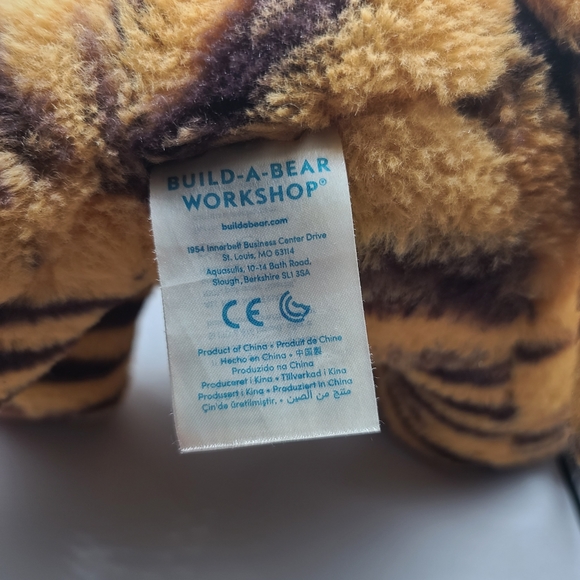 BUILD-A-BEAR
WORKSHOP®
buildabear.com
1954 Innerbelt Business Center Drive
St. Louis, MO 63114
Aquasulis, 10-14 Bath Road,
Slough, Berkshire SL1 3SA
CE
Product of China • Produit de Chine
Hecho en China • 中国製
Produzido na China
Produceret i Kina • Tillverkad i Kina
Produsert i Kina • Produziert in China
Çin'de üretilmiştir. • منتج من الصين